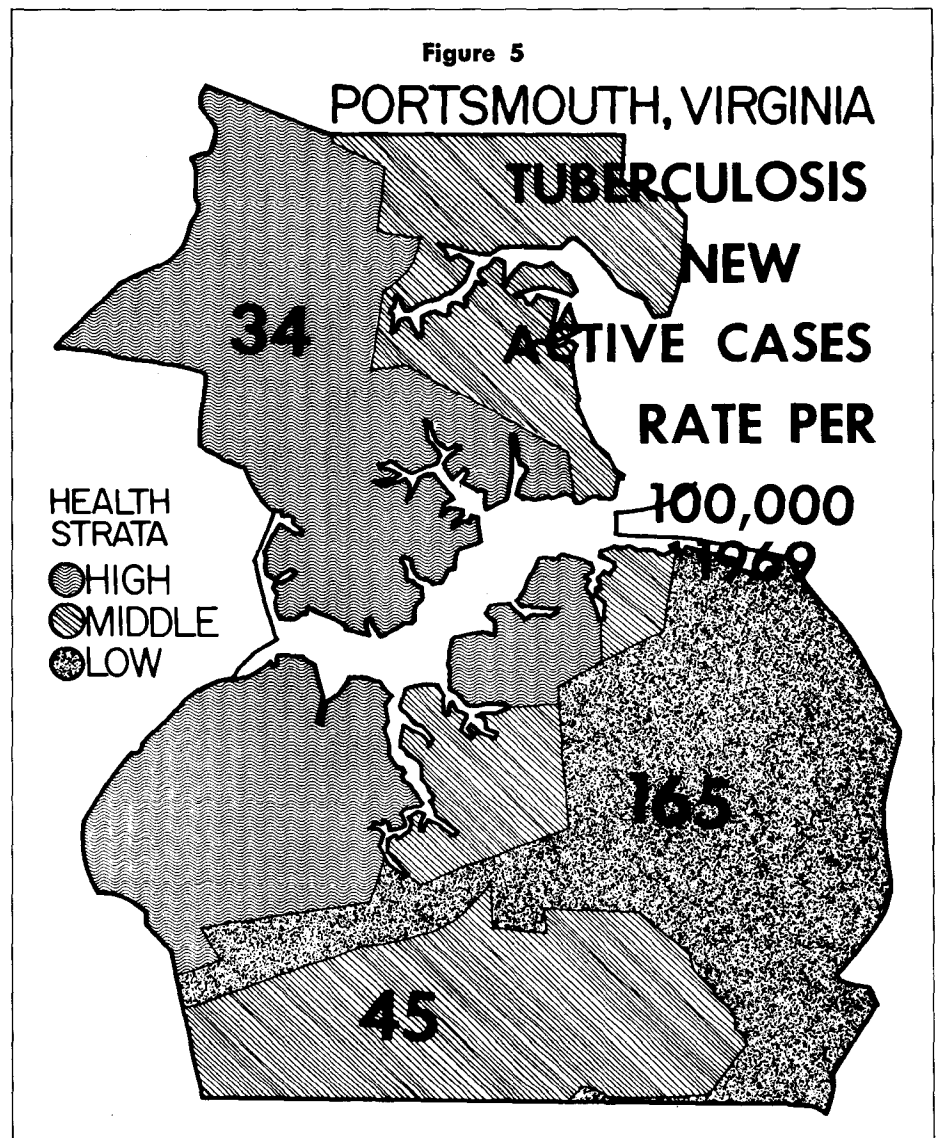 Figure 5
PORTSMOUTH, VIRGINIA
TUBERCULOSIS
NEW
ACTIVE CASES
RATE PER
100,000
1969
34
HEALTH
STRATA
HIGH
MIDDLE
LOW
165
45